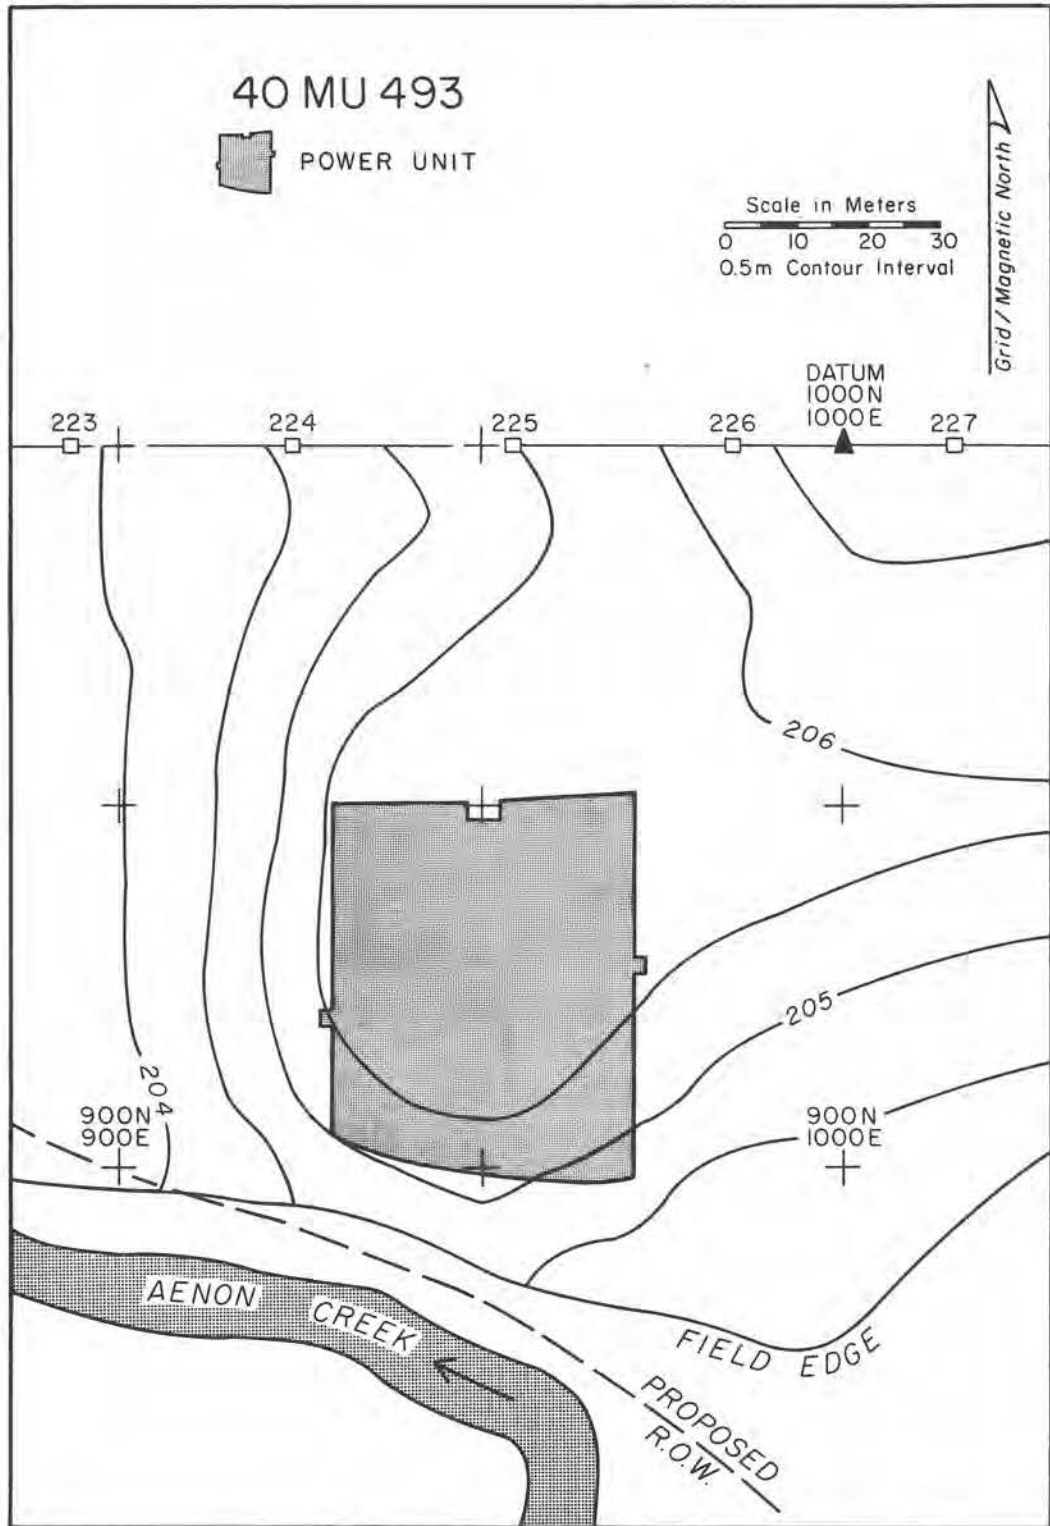 40 MU 493
POWER UNIT
Scale in Meters
0 10 20 30
0.5m Contour Interval
Grid/Magnetic North
DATUM
1000N
1000E
223
224
225
226
227
206
205
204
900N
900E
900N
1000E
AENON CREEK
FIELD EDGE
PROPOSED
R.O.W.